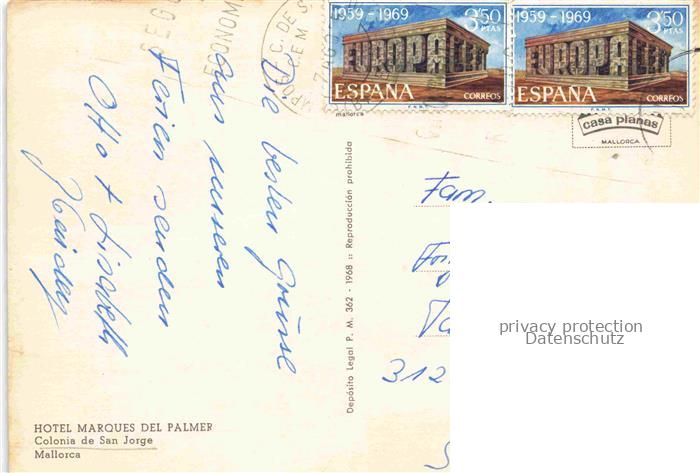 1959-1969
3'50
PTAS
EUROPA
ESPAÑA
CORREOS
F.N.M.T.
1959-1969
3'50
PTAS
EUROPA
ESPAÑA
CORREOS
F.N.M.T.
mallorca
casa planas
MALLORCA
ECONOM
Die besten Grüsse
aus unseren
Ferien senden
Otto +
Depósito Legal P. M. 362 - 1968 :: Reproducción prohibida
Fam.
312
privacy protection
Datenschutz
HOTEL MARQUES DEL PALMER
Colonia de San Jorge
Mallorca